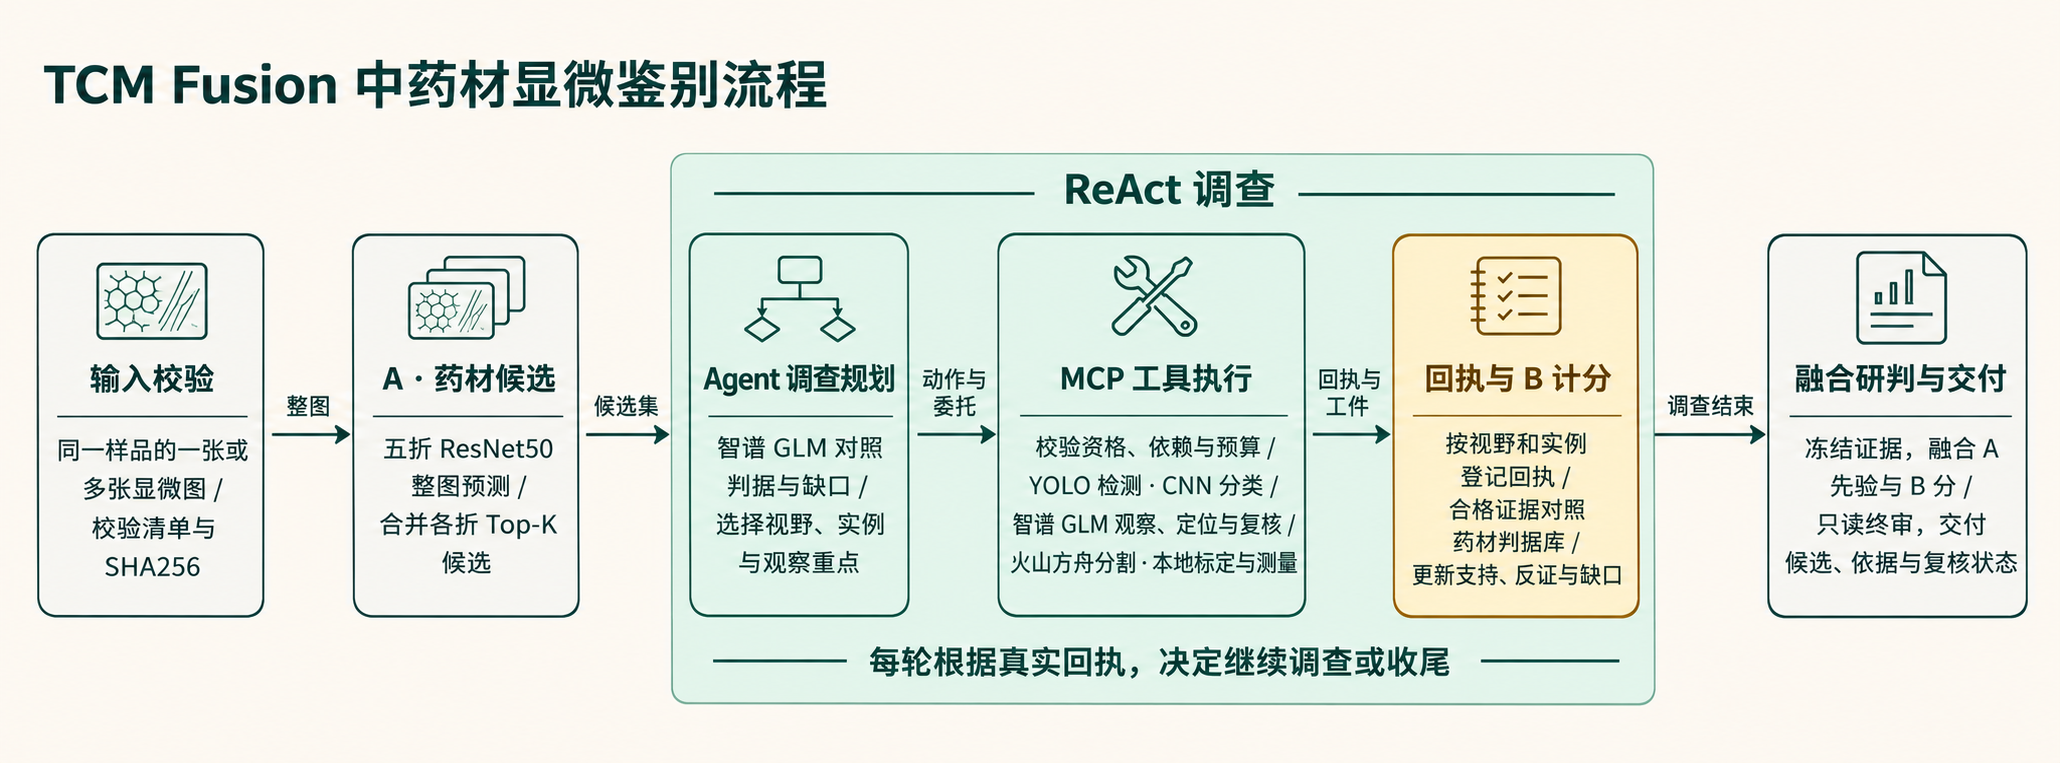 TCM Fusion 中药材显微鉴别流程
ReAct 调查
输入校验
同一样品的一张或
多张显微图 /
校验清单与
SHA256
整图
A · 药材候选
五折 ResNet50
整图预测 /
合并各折 Top-K
候选
候选集
Agent 调查规划
智谱 GLM 对照
判据与缺口 /
选择视野、实例
与观察重点
动作与
委托
MCP 工具执行
校验资格、依赖与预算 /
YOLO 检测 · CNN 分类 /
智谱 GLM 观察、定位与复核 /
火山方舟分割 · 本地标定与测量
回执与
工件
回执与 B 计分
按视野和实例
登记回执 /
合格证据对照
药材判据库 /
更新支持、反证与缺口
每轮根据真实回执，决定继续调查或收尾
调查结束
融合研判与交付
冻结证据，融合 A
先验与 B 分 /
只读终审，交付
候选、依据与复核状态